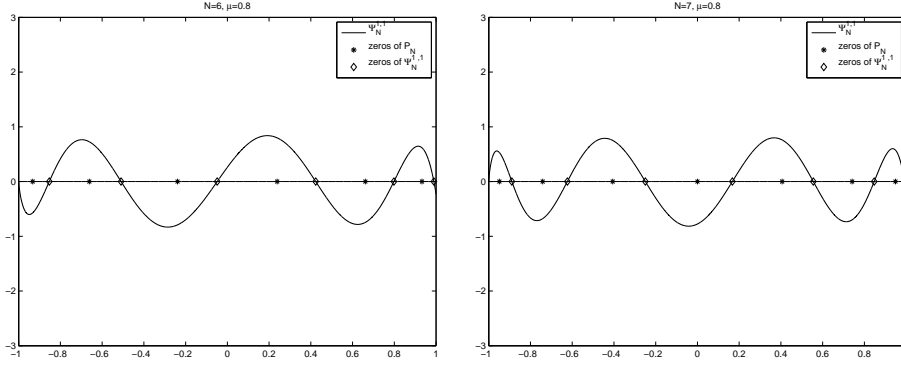 N=6, μ=0.8
Ψ_N^{1,1}
zeros of P_N
zeros of Ψ_N^{1,1}
3
2
1
0
−1
−2
−3
−1 −0.8 −0.6 −0.4 −0.2 0 0.2 0.4 0.6 0.8 1
N=7, μ=0.8
Ψ_N^{1,1}
zeros of P_N
zeros of Ψ_N^{1,1}
3
2
1
0
−1
−2
−3
−1 −0.8 −0.6 −0.4 −0.2 0 0.2 0.4 0.6 0.8 1